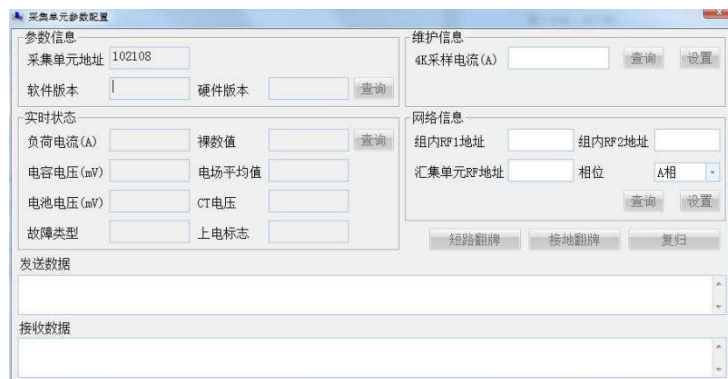 采集单元参数配置
参数信息
采集单元地址 102108
软件版本 硬件版本 查询
维护信息
4K采样电流(A) 查询 设置
实时状态
负荷电流(A) 裸数值 查询
电容电压(mV) 电场平均值
电池电压(mV) CT电压
故障类型 上电标志
网络信息
组内RF1地址 组内RF2地址
汇集单元RF地址 相位 A相
查询 设置
短路翻牌 接地翻牌 复归
发送数据
接收数据